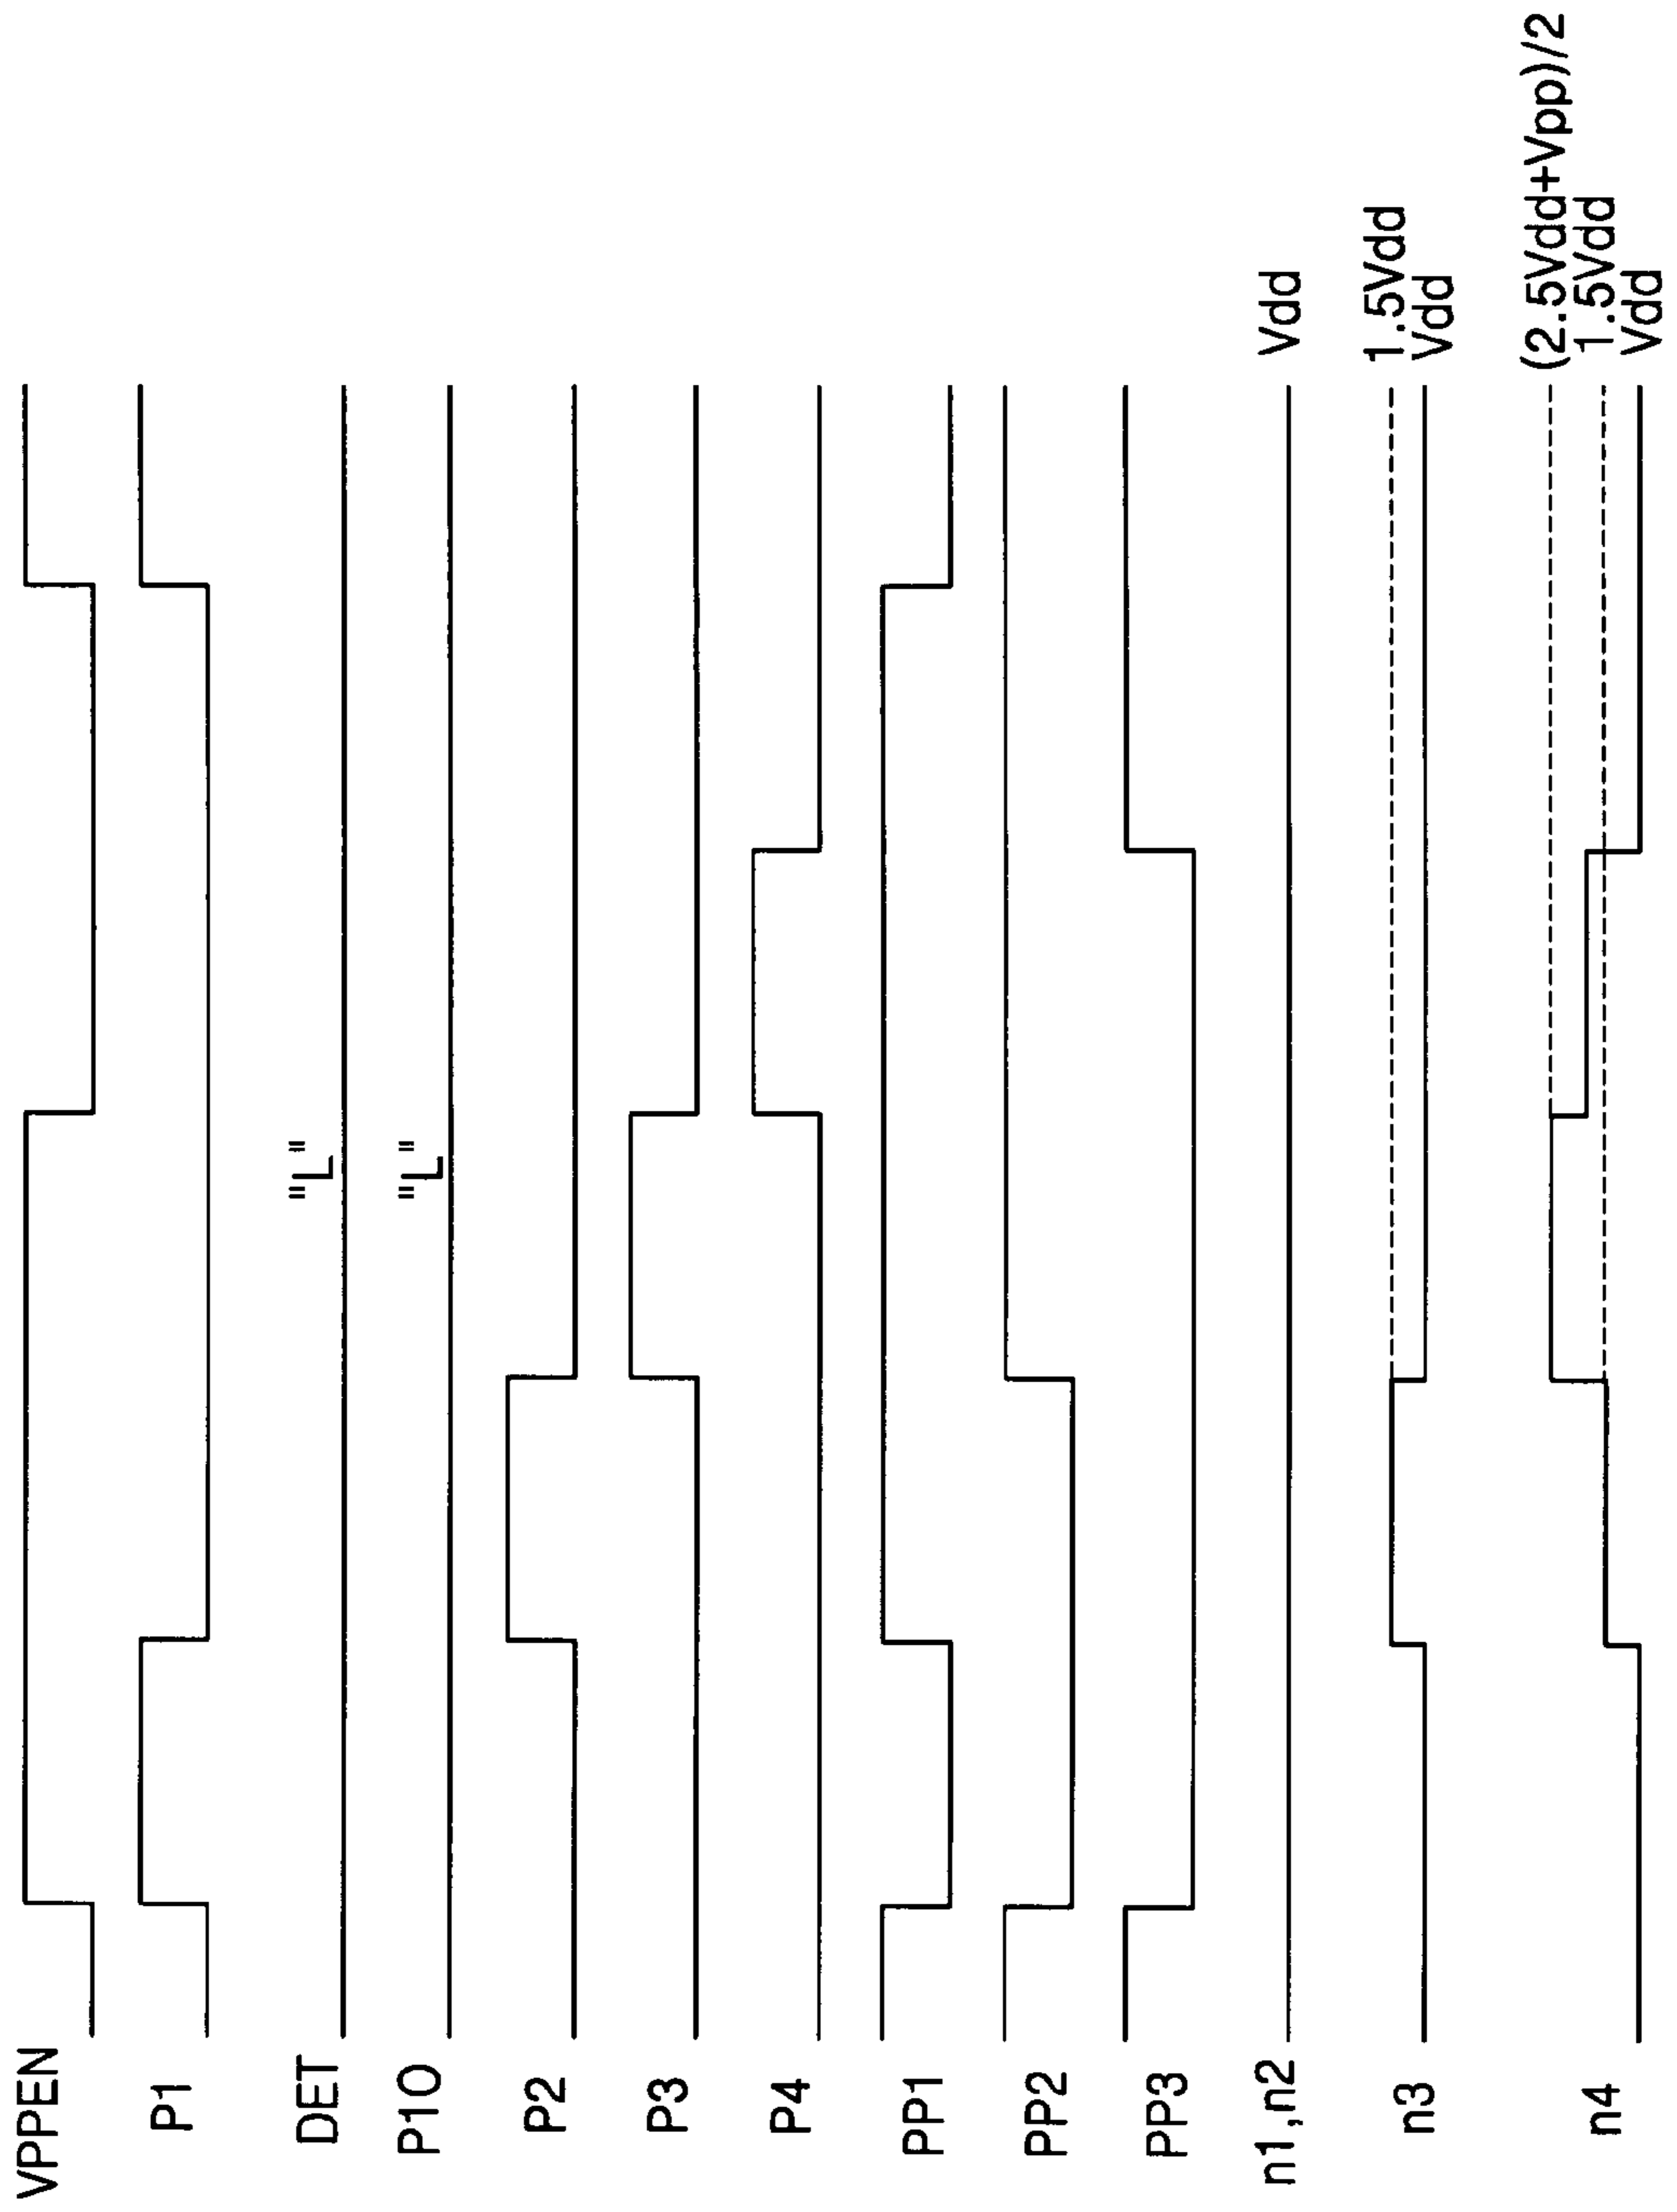 VPPEN
P1
DET
"L"
P10
"L"
P2
P3
P4
PP1
PP2
PP3
n1,n2
Vdd
n3
1.5Vdd
Vdd
n4
(2.5Vdd+Vpp)/2
1.5Vdd
Vdd